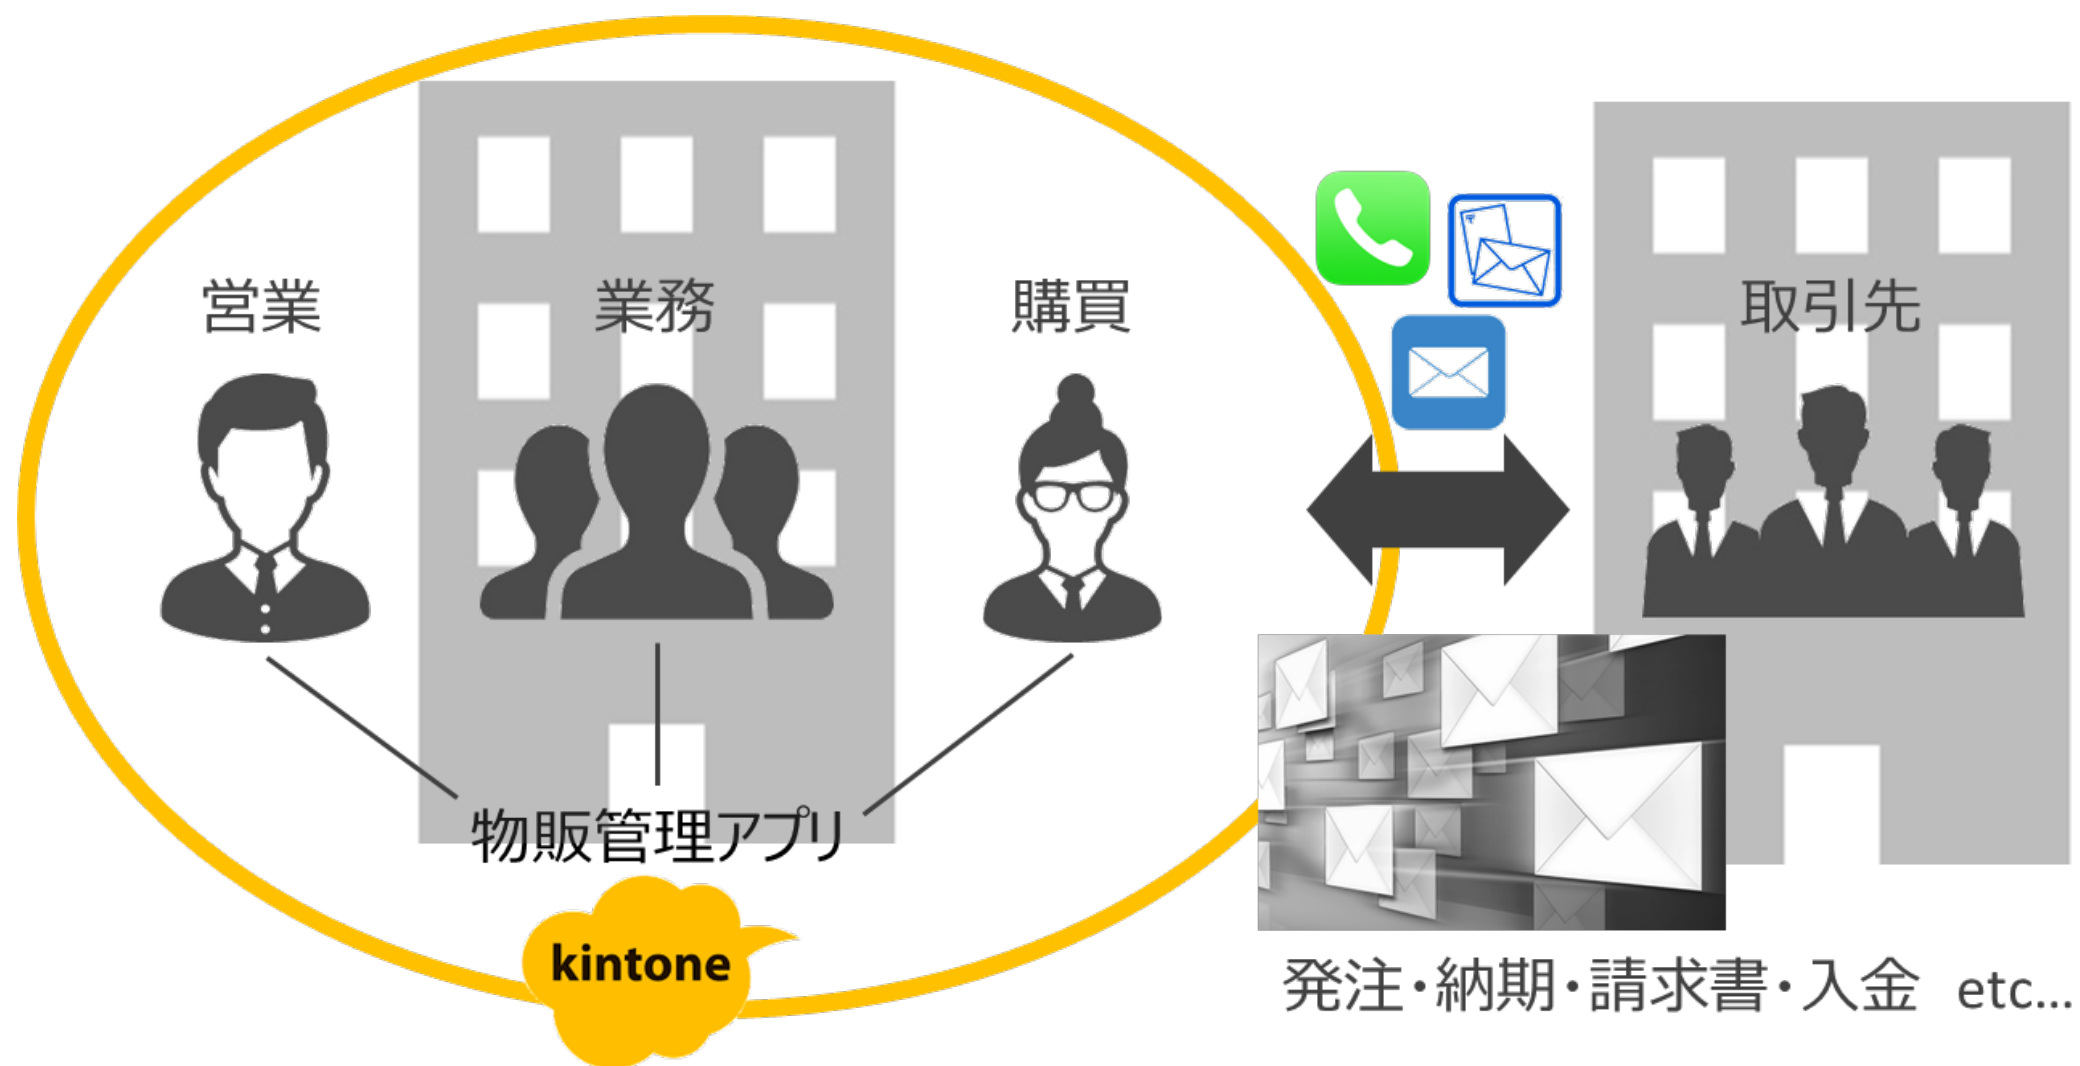 営業
業務
購買
取引先
物販管理アプリ
kintone
発注・納期・請求書・入金 etc...